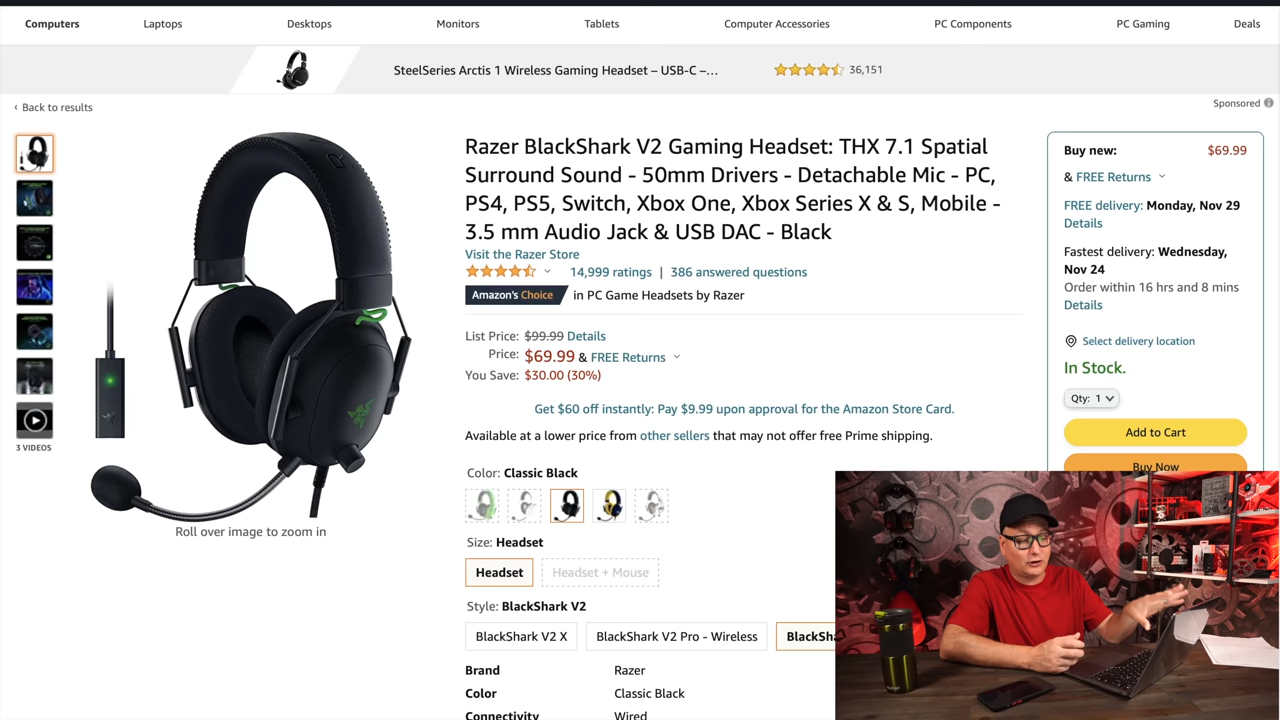 Computers
Laptops
Desktops
Monitors
Tablets
Computer Accessories
PC Components
PC Gaming
Deals
SteelSeries Arctis 1 Wireless Gaming Headset – USB-C –…
36,151
‹ Back to results
Sponsored
Razer BlackShark V2 Gaming Headset: THX 7.1 Spatial
Surround Sound - 50mm Drivers - Detachable Mic - PC,
PS4, PS5, Switch, Xbox One, Xbox Series X & S, Mobile -
3.5 mm Audio Jack & USB DAC - Black
Visit the Razer Store
14,999 ratings | 386 answered questions
Amazon's Choice in PC Game Headsets by Razer
List Price: $99.99 Details
Price: $69.99 & FREE Returns
You Save: $30.00 (30%)
Get $60 off instantly: Pay $9.99 upon approval for the Amazon Store Card.
Available at a lower price from other sellers that may not offer free Prime shipping.
Color: Classic Black
Size: Headset
Headset
Headset + Mouse
Style: BlackShark V2
BlackShark V2 X
BlackShark V2 Pro - Wireless
Brand Razer
Color Classic Black
Connectivity Wired
3 VIDEOS
Roll over image to zoom in
Buy new: $69.99
& FREE Returns
FREE delivery: Monday, Nov 29
Details
Fastest delivery: Wednesday,
Nov 24
Order within 16 hrs and 8 mins
Details
Select delivery location
In Stock.
Qty: 1
Add to Cart
Buy Now